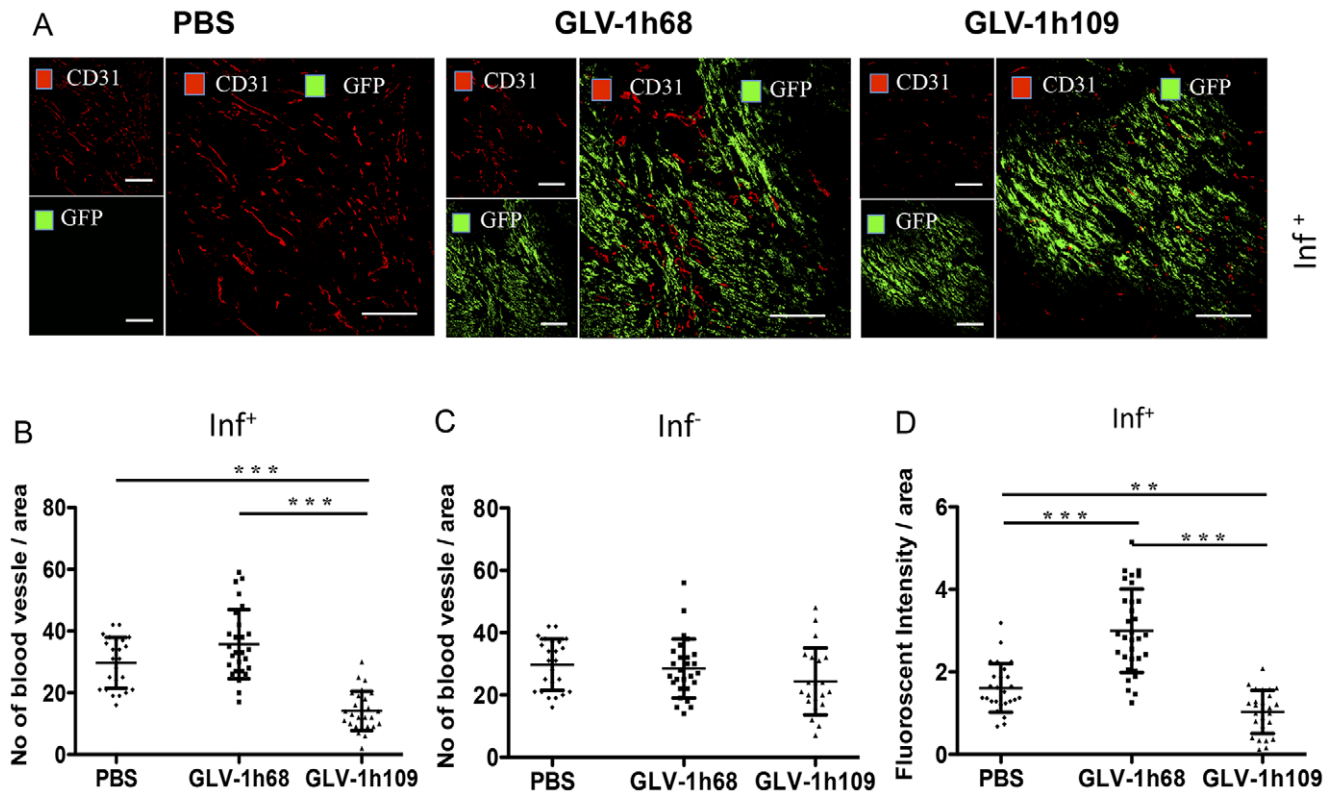 A
PBS
GLV-1h68
GLV-1h109
CD31
CD31
GFP
GFP
CD31
CD31
GFP
GFP
CD31
CD31
GFP
GFP
Inf +
B
Inf+
No of blood vessle / area
80
60
40
20
0
* * *
* * *
PBS
GLV-1h68
GLV-1h109
C
Inf-
No of blood vessle / area
80
60
40
20
0
PBS
GLV-1h68
GLV-1h109
D
Inf+
Fluoroscent Intensity / area
6
4
2
0
* *
* * *
* * *
PBS
GLV-1h68
GLV-1h109